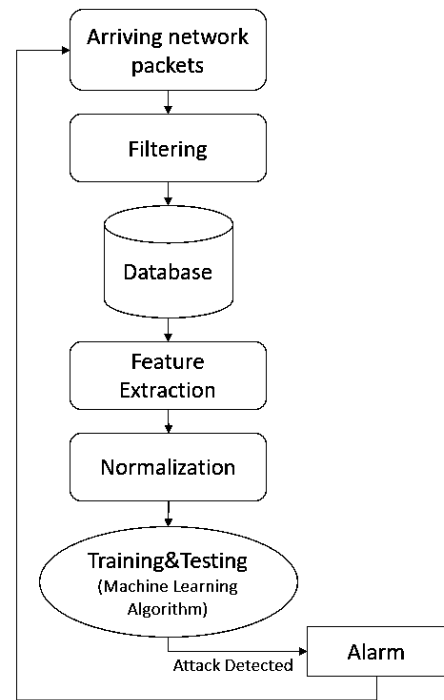 Arriving network
packets
Filtering
Database
Feature
Extraction
Normalization
Training&Testing
(Machine Learning
Algorithm)
Attack Detected
Alarm